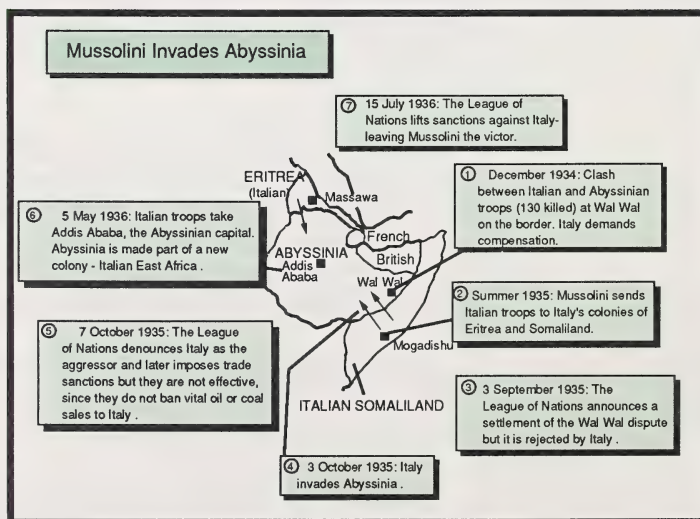 Mussolini Invades Abyssinia
⑦ 15 July 1936: The League of
Nations lifts sanctions against Italy-
leaving Mussolini the victor.
① December 1934: Clash
between Italian and Abyssinian
troops (130 killed) at Wal Wal
on the border. Italy demands
compensation.
ERITREA
(Italian)
Massawa
⑥ 5 May 1936: Italian troops take
Addis Ababa, the Abyssinian capital.
Abyssinia is made part of a new
colony - Italian East Africa .
French
British
ABYSSINIA
Addis
Ababa
Wal Wal
② Summer 1935: Mussolini sends
Italian troops to Italy's colonies of
Eritrea and Somaliland.
⑤ 7 October 1935: The League
of Nations denounces Italy as the
aggressor and later imposes trade
sanctions but they are not effective,
since they do not ban vital oil or coal
sales to Italy .
Mogadishu
ITALIAN SOMALILAND
③ 3 September 1935: The
League of Nations announces a
settlement of the Wal Wal dispute
but it is rejected by Italy .
④ 3 October 1935: Italy
invades Abyssinia .